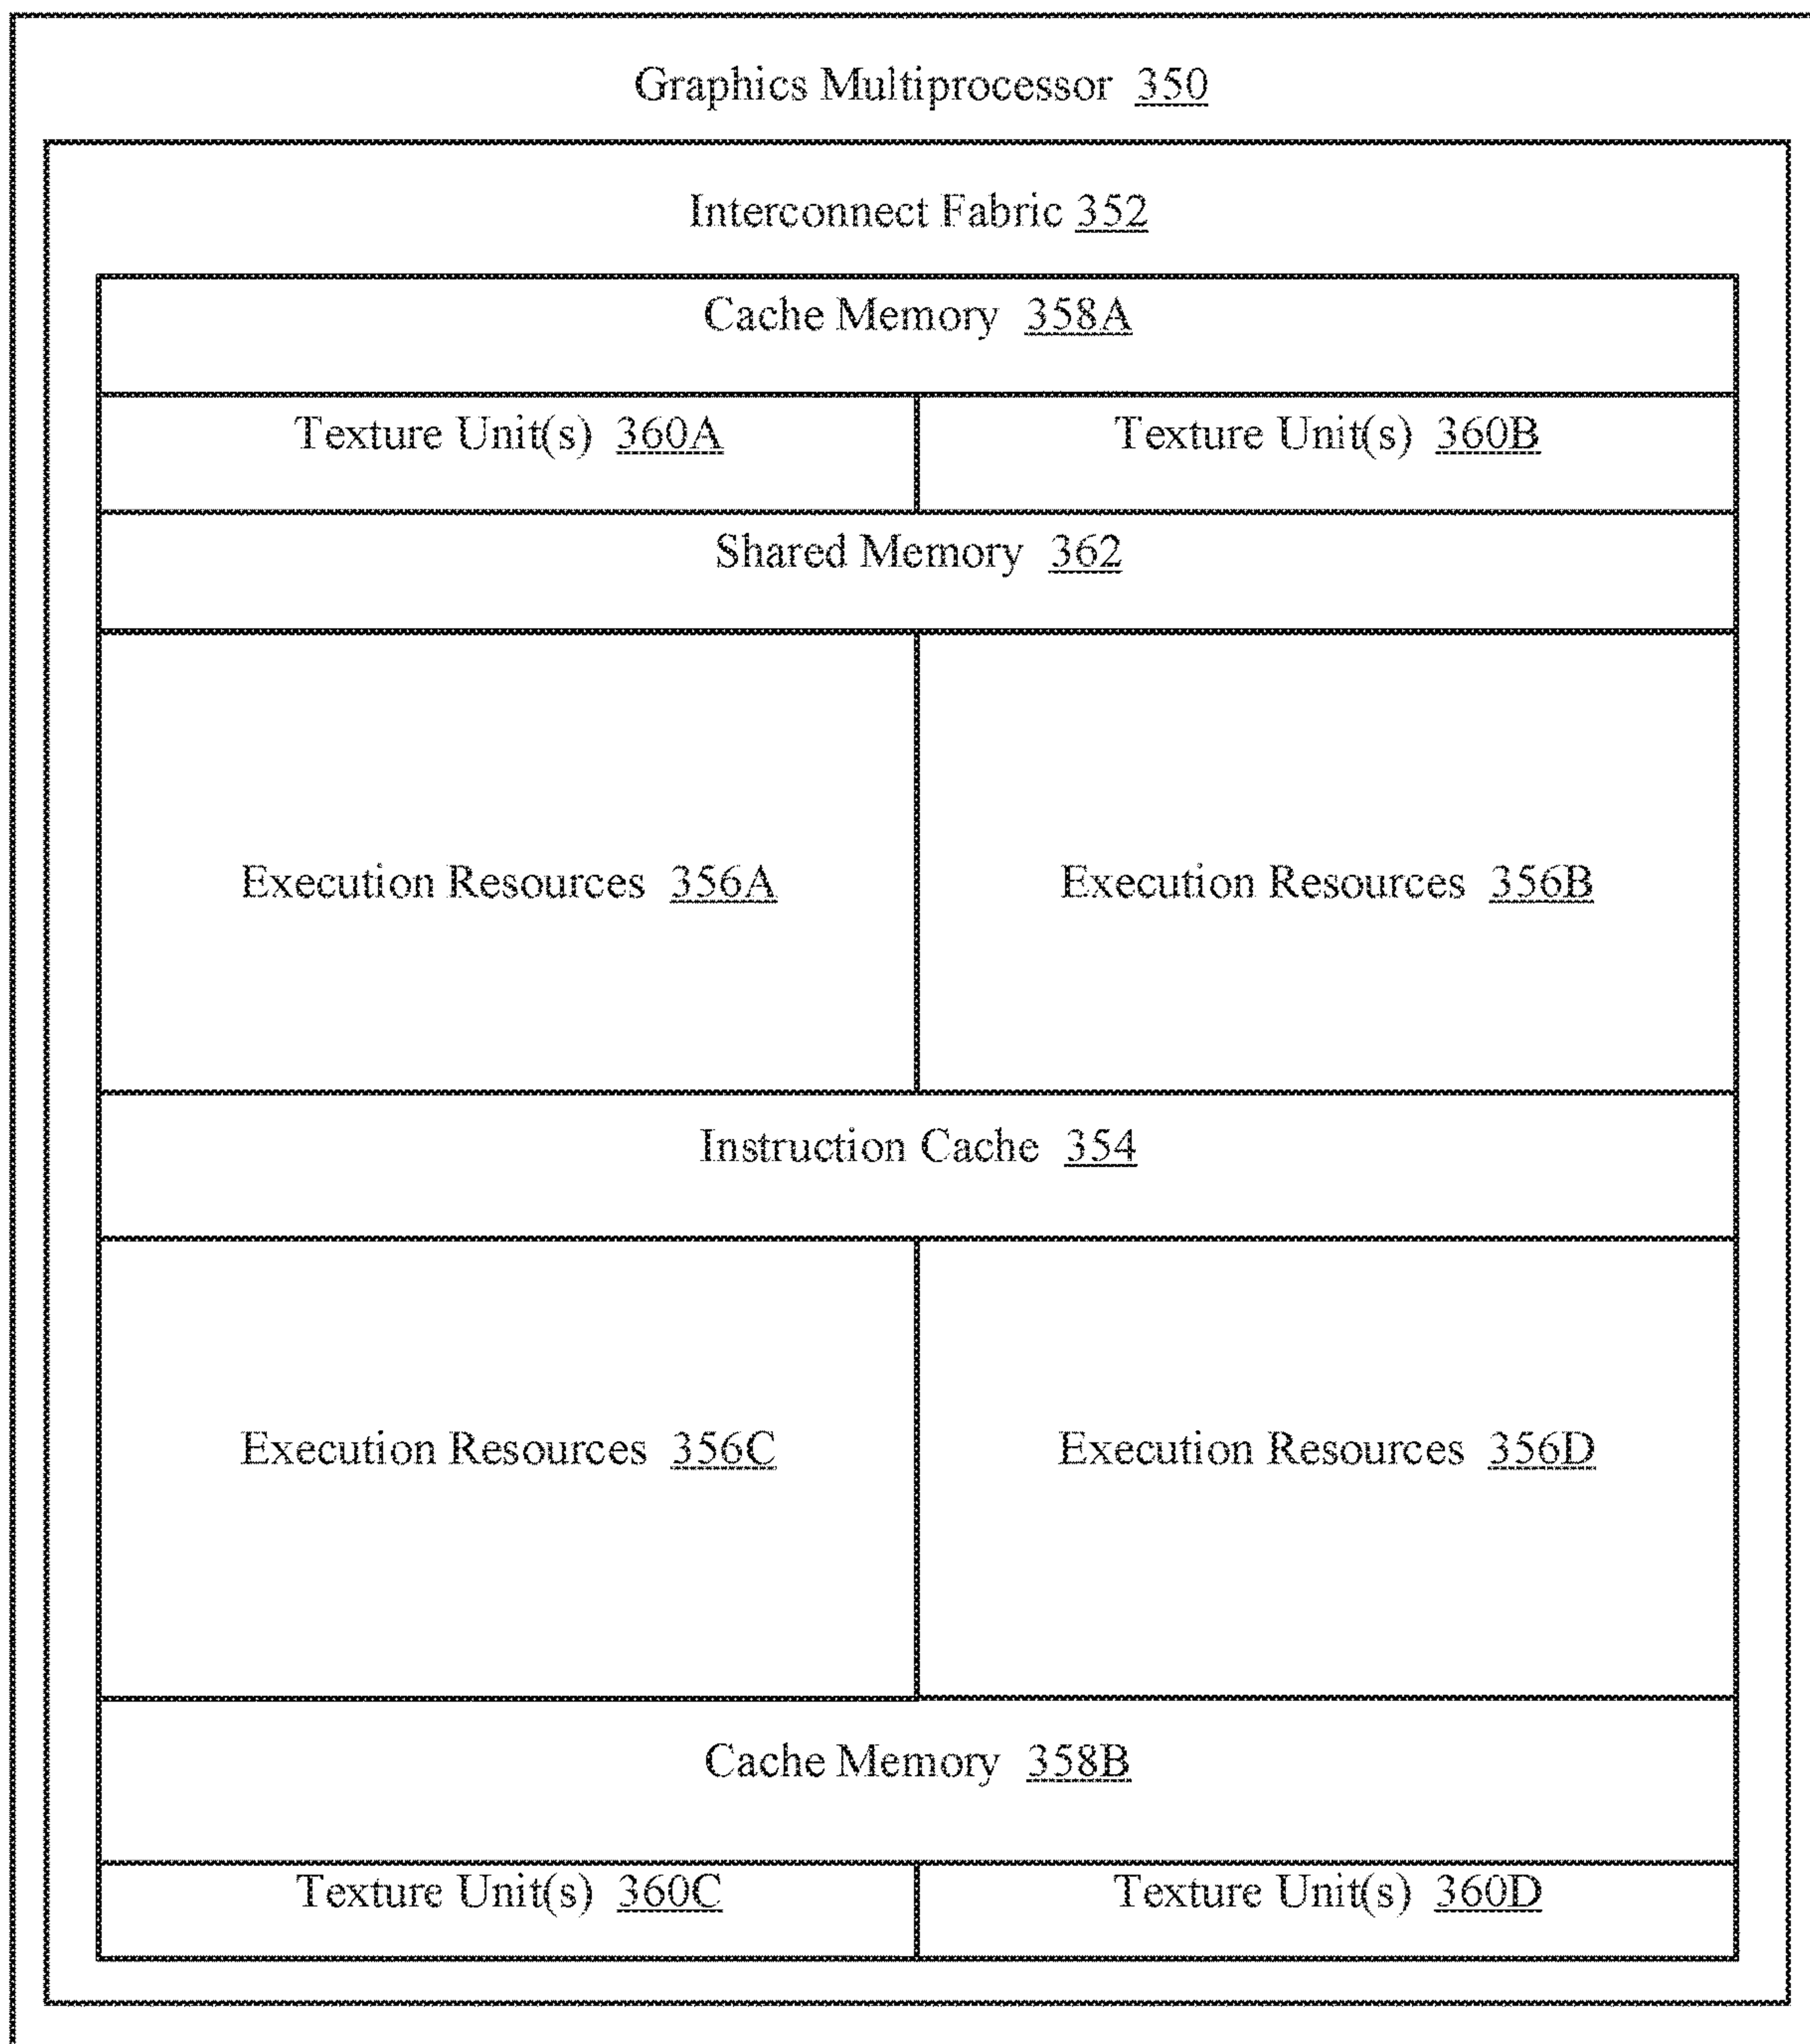 Graphics Multiprocessor 350
Interconnect Fabric 352
Cache Memory 358A
Texture Unit(s) 360A
Texture Unit(s) 360B
Shared Memory 362
Execution Resources 356A
Execution Resources 356B
Instruction Cache 354
Execution Resources 356C
Execution Resources 356D
Cache Memory 358B
Texture Unit(s) 360C
Texture Unit(s) 360D